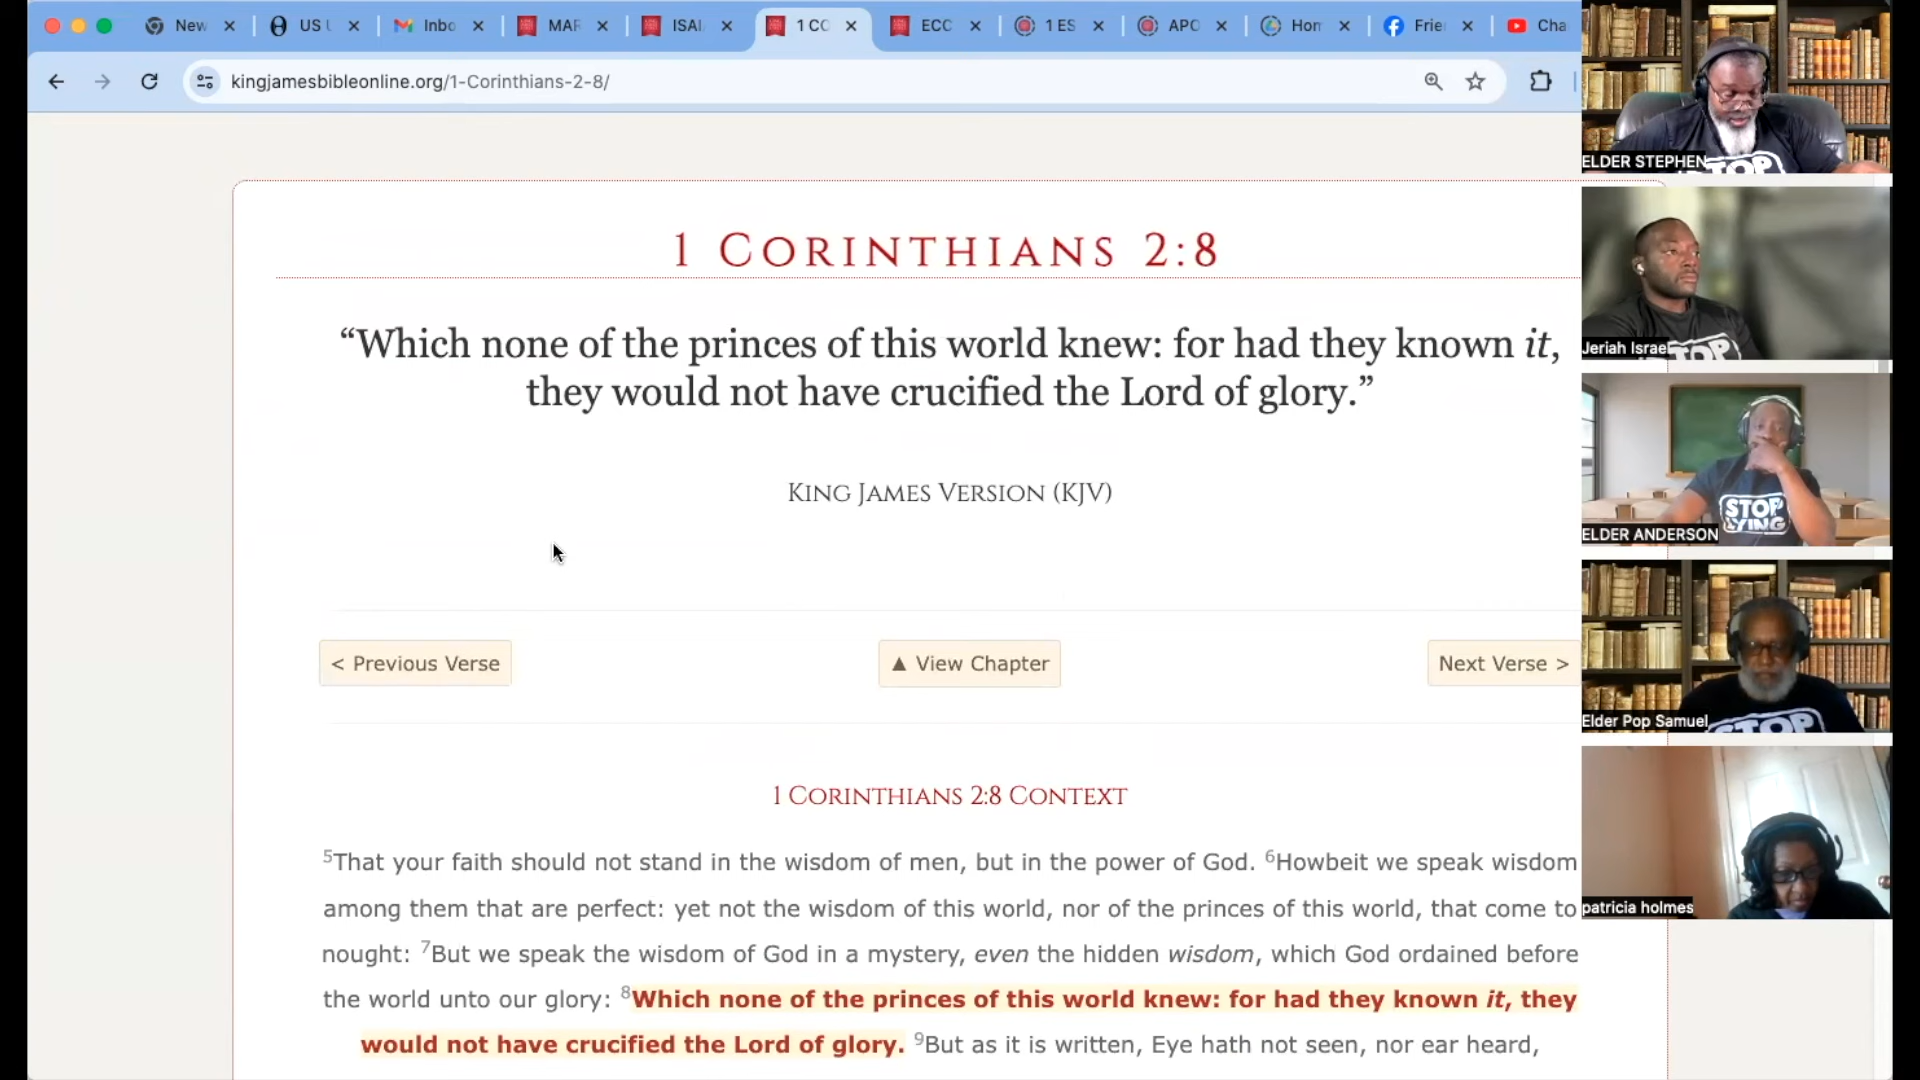 New
US U
Inbo
MAR
ISAI
1 CO
ECC
1 ES
APO
Hon
Frie
Cha
kingjamesbibleonline.org/1-Corinthians-2-8/
1 CORINTHIANS 2:8
“Which none of the princes of this world knew: for had they known it,
they would not have crucified the Lord of glory.”
KING JAMES VERSION (KJV)
< Previous Verse
▲ View Chapter
Next Verse >
1 CORINTHIANS 2:8 CONTEXT
5That your faith should not stand in the wisdom of men, but in the power of God. 6Howbeit we speak wisdom
among them that are perfect: yet not the wisdom of this world, nor of the princes of this world, that come to
nought: 7But we speak the wisdom of God in a mystery, even the hidden wisdom, which God ordained before
the world unto our glory: 8Which none of the princes of this world knew: for had they known it, they
would not have crucified the Lord of glory. 9But as it is written, Eye hath not seen, nor ear heard,
ELDER STEPHEN
TOP
Jeriah Israel
TOP
STOP
LYING
ELDER ANDERSON
Elder Pop Samuel
STOP
patricia holmes